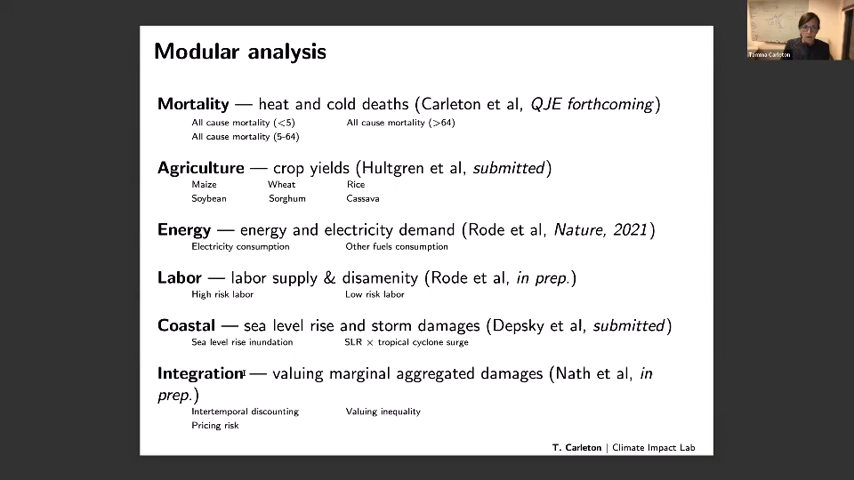 Modular analysis
Tamma Carleton
Mortality — heat and cold deaths (Carleton et al, QJE forthcoming)
All cause mortality (<5) All cause mortality (>64)
All cause mortality (5-64)
Agriculture — crop yields (Hultgren et al, submitted)
Maize Wheat Rice
Soybean Sorghum Cassava
Energy — energy and electricity demand (Rode et al, Nature, 2021)
Electricity consumption Other fuels consumption
Labor — labor supply & disamenity (Rode et al, in prep.)
High risk labor Low risk labor
Coastal — sea level rise and storm damages (Depsky et al, submitted)
Sea level rise inundation SLR × tropical cyclone surge
Integration — valuing marginal aggregated damages (Nath et al, in
prep.)
Intertemporal discounting Valuing inequality
Pricing risk
T. Carleton | Climate Impact Lab